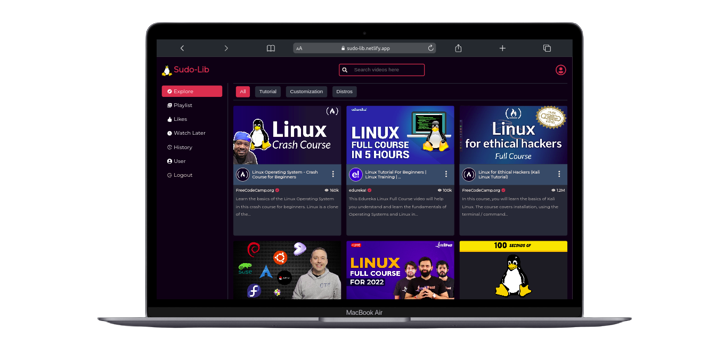 AA
sudo-lib.netlify.app
Sudo-Lib
Search videos here
Explore
Playlist
Likes
Watch Later
History
User
Logout
All
Tutorial
Customization
Distros
Linux
Crash Course
Linux Operating System - Crash
Course for Beginners
FreeCodeCamp.org
160k
Learn the basics of the Linux Operating System
in this crash course for beginners. Linux is a clone
of the...
edureka!
LINUX
FULL COURSE
IN 5 HOURS
e!
Linux Tutorial For Beginners |
Linux Training |...
edureka!
100k
This Edureka Linux Full Course video will help
you understand and learn the fundamentals of
Operating Systems and Linux in...
Linux
for ethical hackers
Full Course
Linux for Ethical Hackers (Kali
Linux Tutorial)
FreeCodeCamp.org
1.2M
In this course, you will learn the basics of Kali
Linux. The course covers installation, using the
terminal / command...
LINUX
FULL COURSE
FOR 2022
100 SECONDS OF
MacBook Air